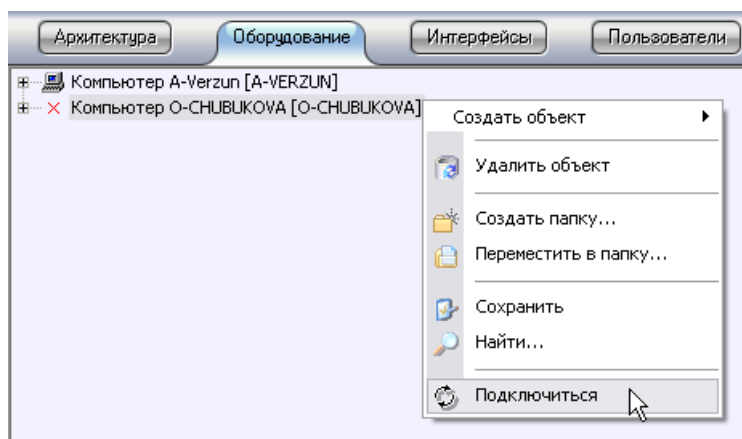 Архитектура Оборудование Интерфейсы Пользователи
Компьютер A-Verzun [A-VERZUN]
Компьютер O-CHUBUKOVA [O-CHUBUKOVA]
Создать объект
Удалить объект
Создать папку...
Переместить в папку...
Сохранить
Найти...
Подключиться